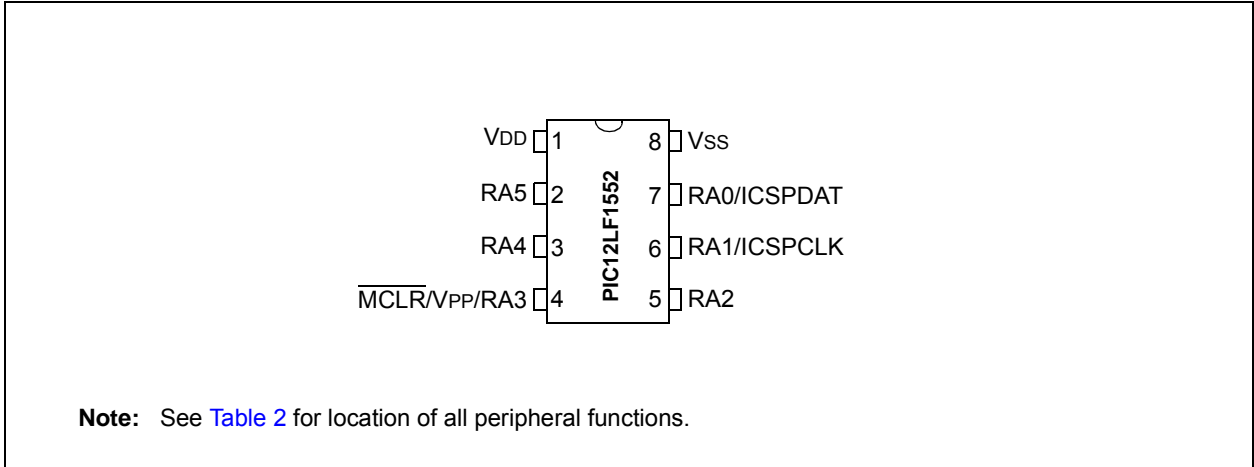 VDD 1 8 VSS
RA5 2 7 RA0/ICSPDAT
RA4 3 6 RA1/ICSPCLK
MCLR/VPP/RA3 4 5 RA2
PIC12LF1552
Note: See Table 2 for location of all peripheral functions.